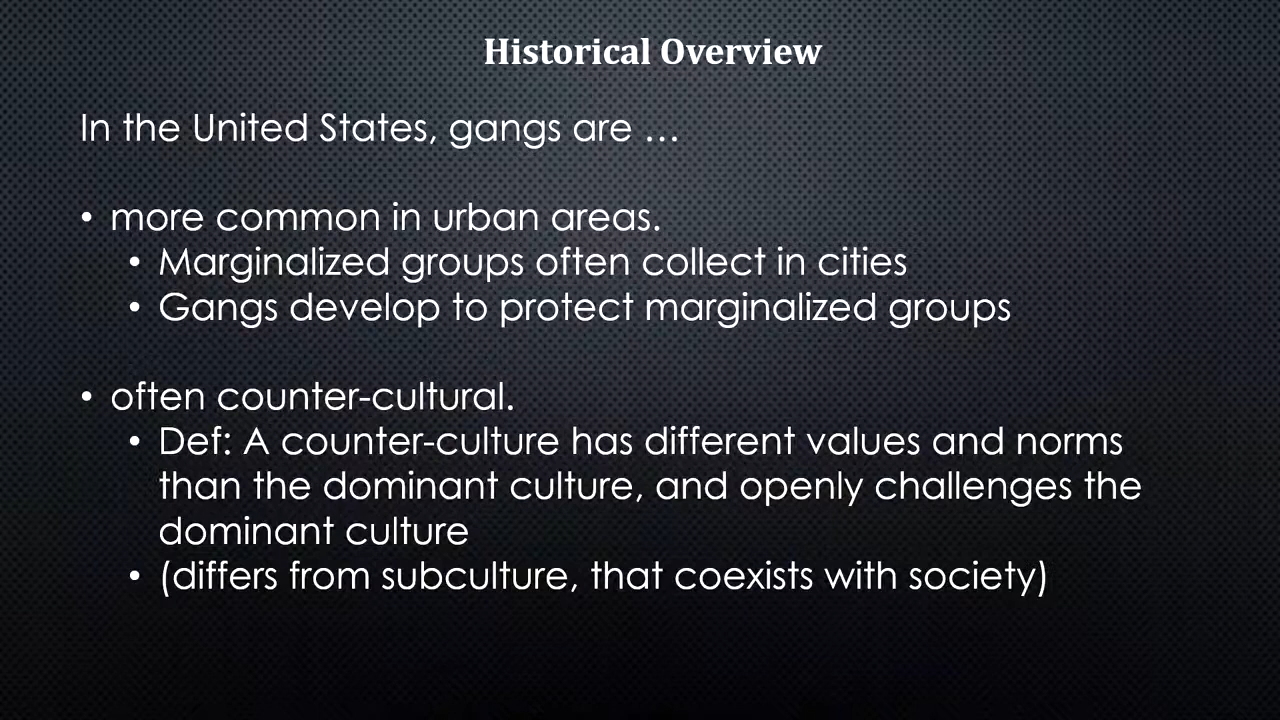 Historical Overview
In the United States, gangs are …
• more common in urban areas.
• Marginalized groups often collect in cities
• Gangs develop to protect marginalized groups
• often counter-cultural.
• Def: A counter-culture has different values and norms
than the dominant culture, and openly challenges the
dominant culture
• (differs from subculture, that coexists with society)